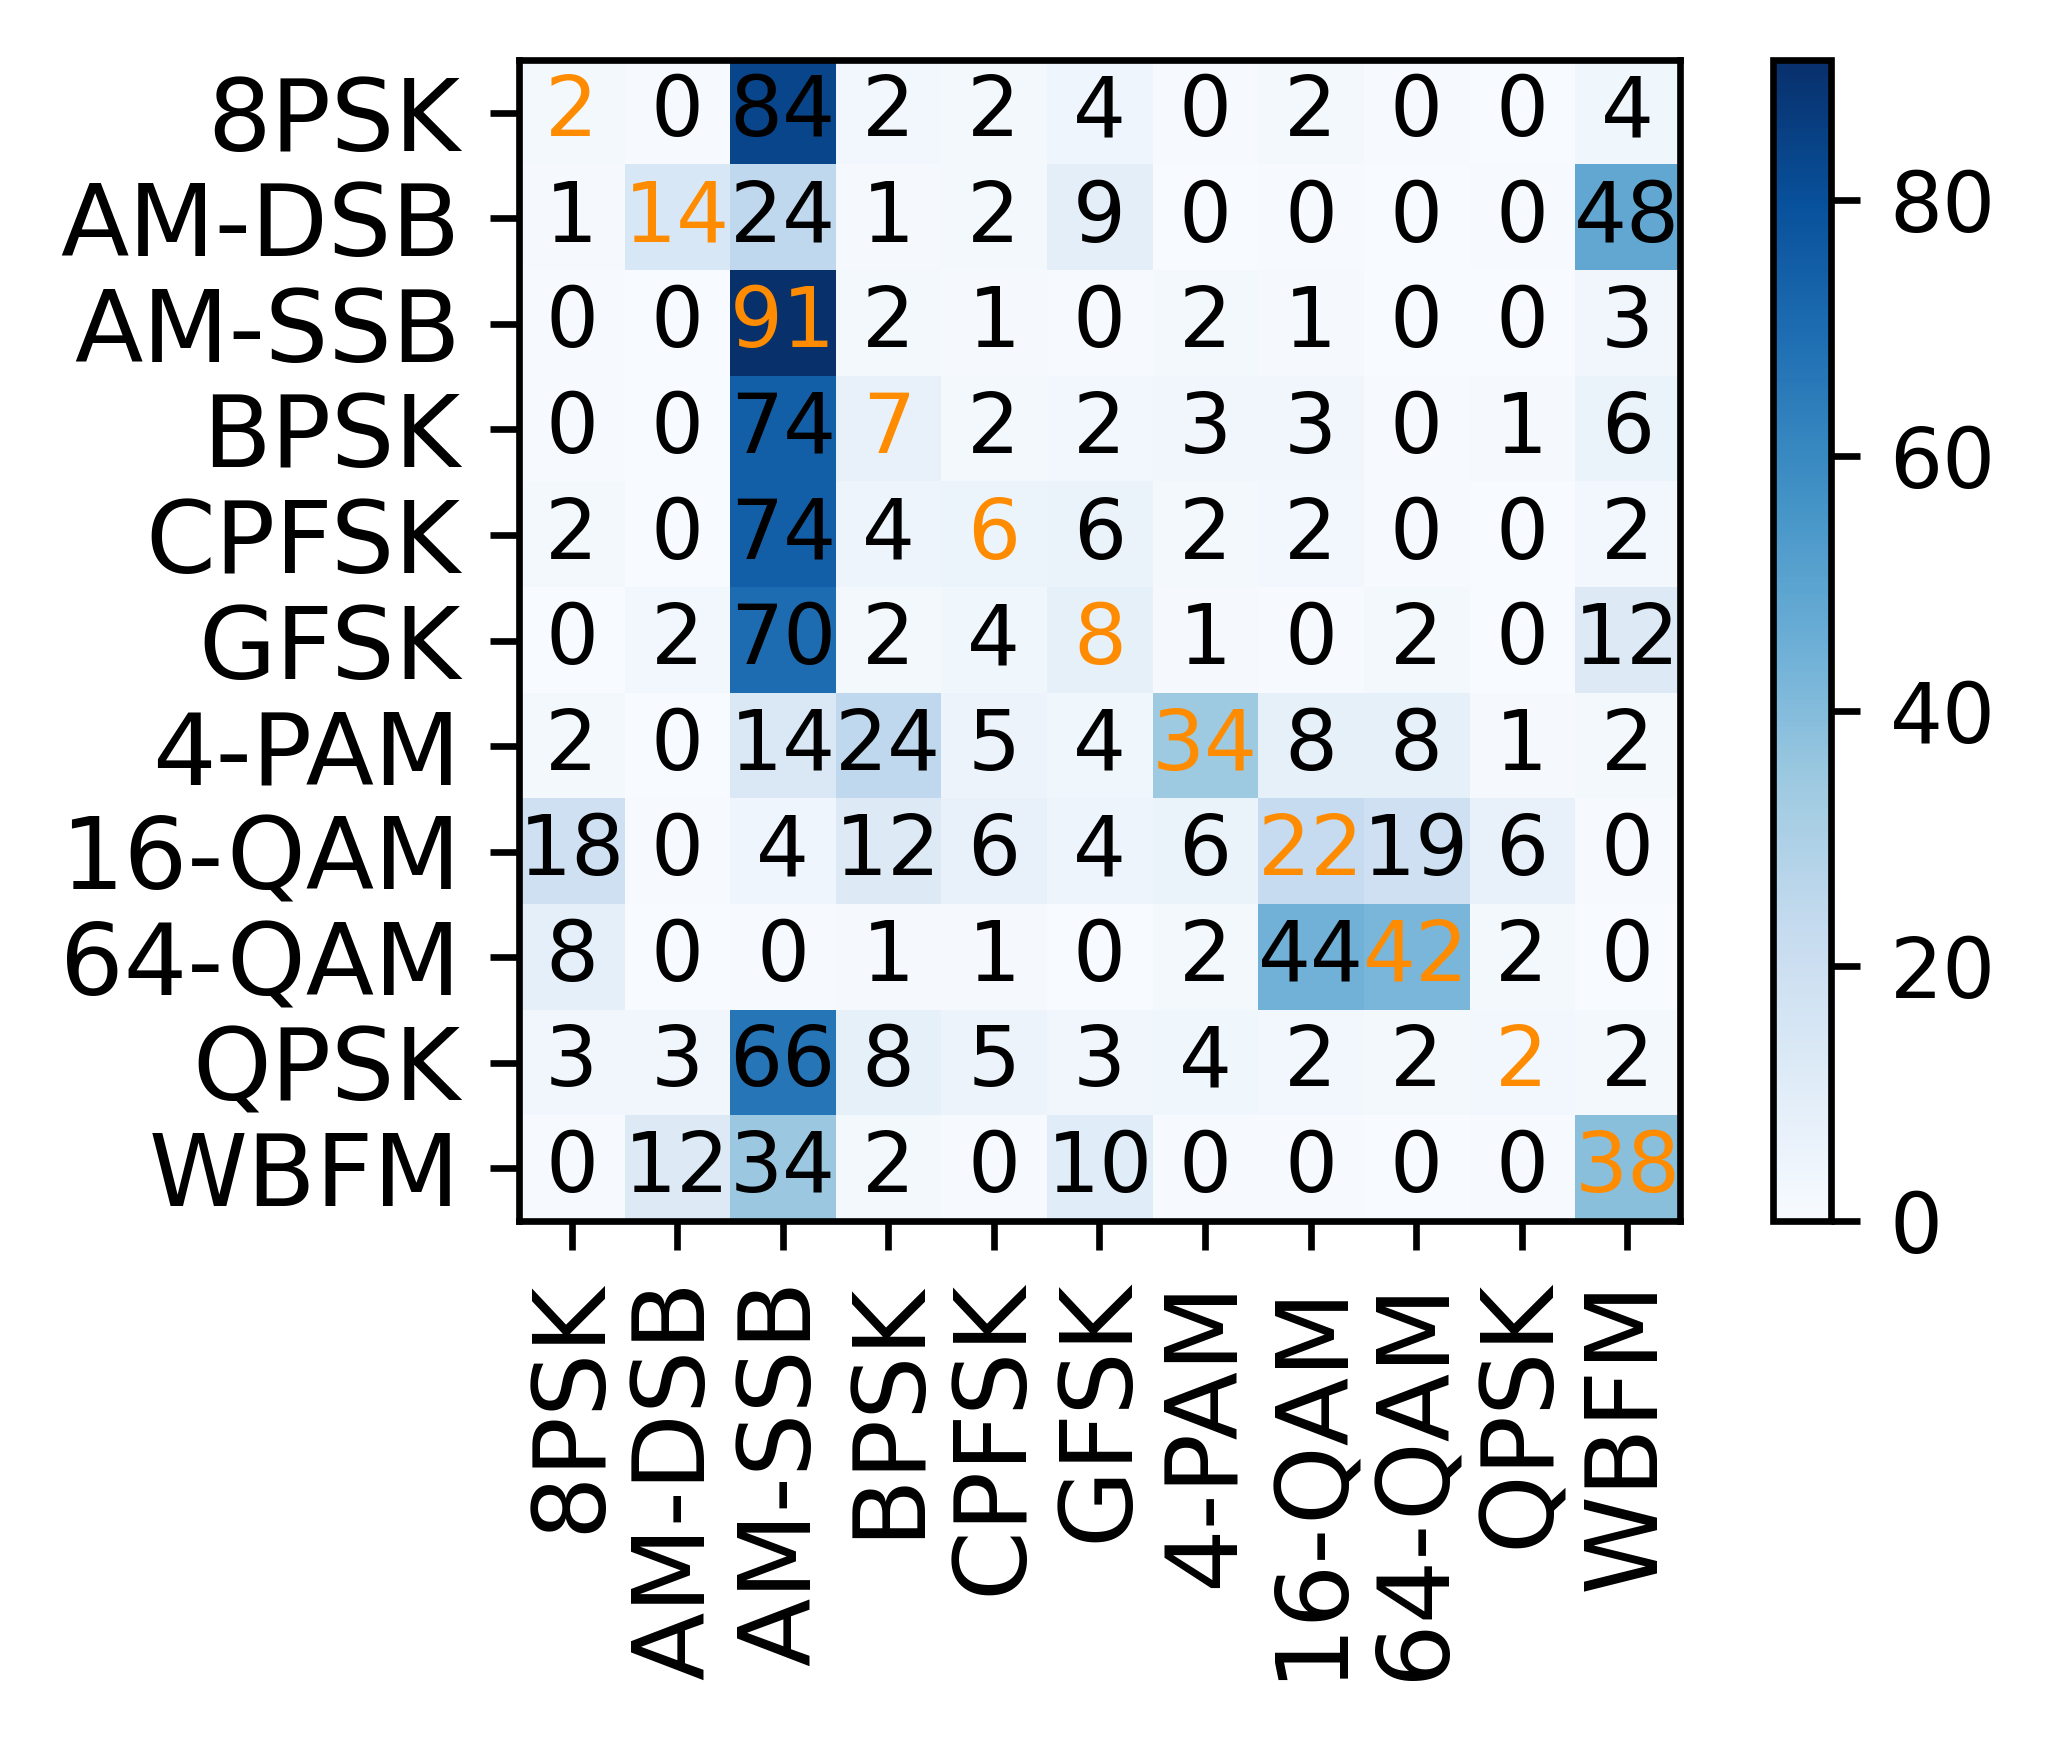 8PSK 2 0 84 2 2 4 0 2 0 0 4
AM-DSB 1 14 24 1 2 9 0 0 0 0 48
AM-SSB 0 0 91 2 1 0 2 1 0 0 3
BPSK 0 0 74 7 2 2 3 3 0 1 6
CPFSK 2 0 74 4 6 6 2 2 0 0 2
GFSK 0 2 70 2 4 8 1 0 2 0 12
4-PAM 2 0 14 24 5 4 34 8 8 1 2
16-QAM 18 0 4 12 6 4 6 22 19 6 0
64-QAM 8 0 0 1 1 0 2 44 42 2 0
QPSK 3 3 66 8 5 3 4 2 2 2 2
WBFM 0 12 34 2 0 10 0 0 0 0 38
8PSK
AM-DSB
AM-SSB
BPSK
CPFSK
GFSK
4-PAM
16-QAM
64-QAM
QPSK
WBFM
80
60
40
20
0